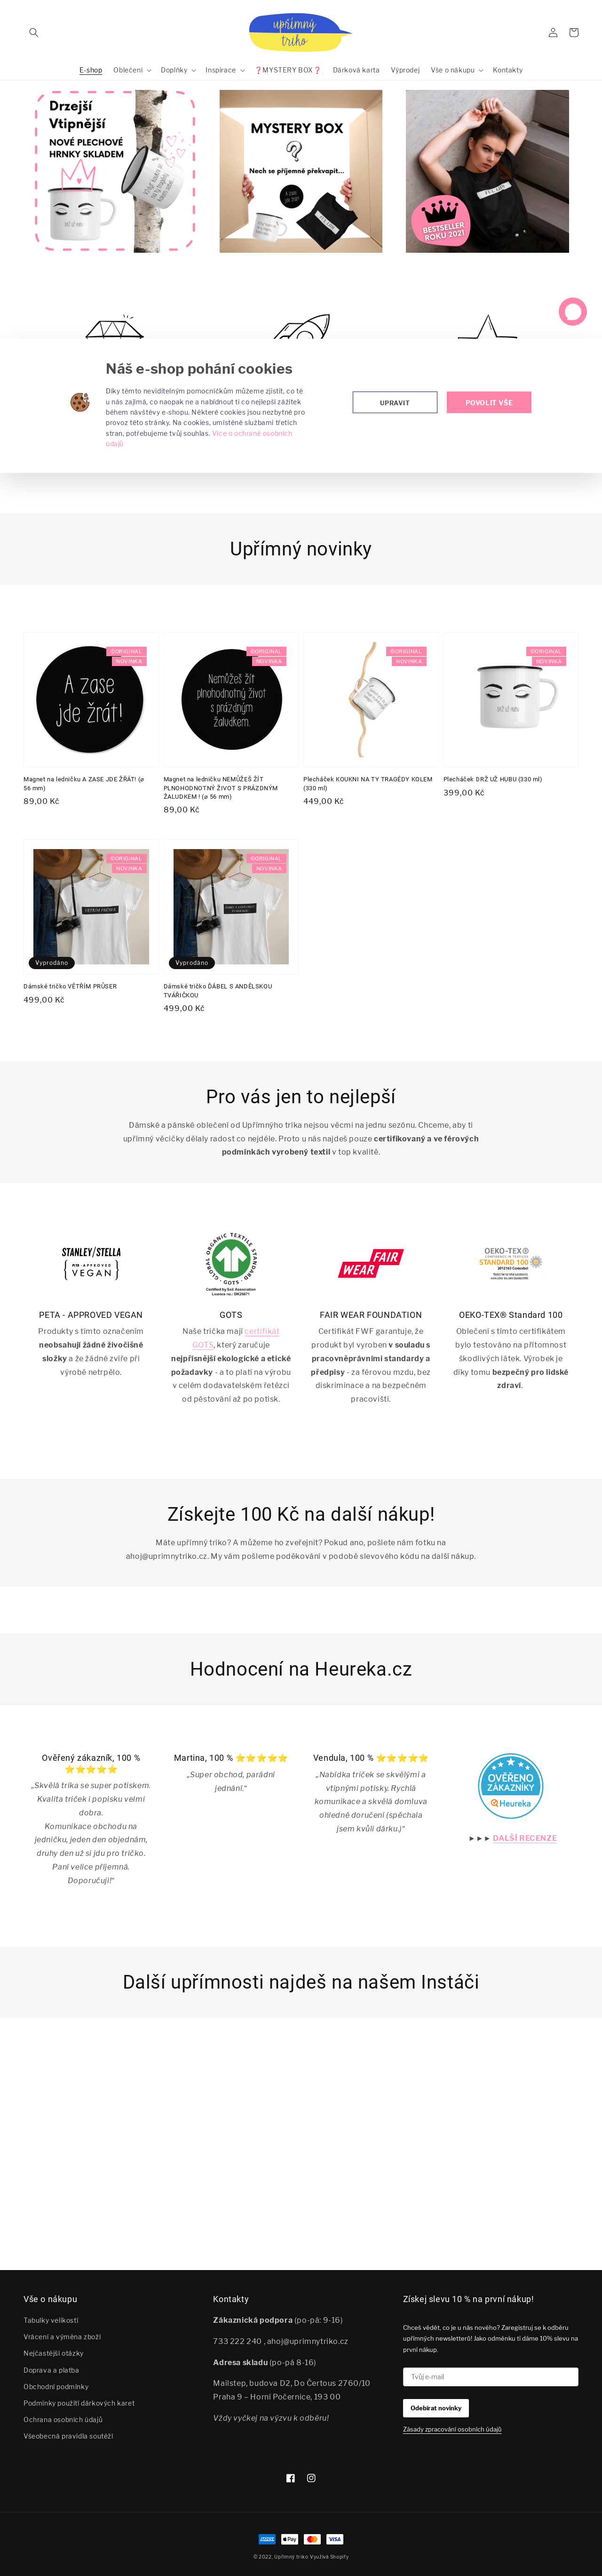 upřímný
triko
E-shop Oblečení Doplňky Inspirace ❓MYSTERY BOX❓ Dárková karta Výprodej Vše o nákupu Kontakty
Drzejší
Vtipnější
NOVÉ PLECHOVÉ
HRNKY SKLADEM
MYSTERY BOX
?
Nech se příjemně překvapit...
BESTSELLER
ROKU 2021
Náš e-shop pohání cookies
Díky těmto neviditelným pomocníčkům můžeme zjistit, co tě
u nás zajímá, co naopak ne a nabídnout ti co nejlepší zážitek
během návštěvy e-shopu. Některé cookies jsou nezbytné pro
provoz této stránky. Na cookies, umístěné službami třetích
stran, potřebujeme tvůj souhlas. Více o ochraně osobních
údajů
UPRAVIT
POVOLIT VŠE
Upřímný novinky
©ORIGINAL
NOVINKA
A zase
jde žrát!
©ORIGINAL
NOVINKA
Nemůžeš žít
plnohodnotný život
s prázdným
žaludkem.
©ORIGINAL
NOVINKA
©ORIGINAL
NOVINKA
DRŽ UŽ HUBU
Magnet na ledničku A ZASE JDE ŽRÁT! (⌀
56 mm)
89,00 Kč
Magnet na ledničku NEMŮŽEŠ ŽÍT
PLNOHODNOTNÝ ŽIVOT S PRÁZDNÝM
ŽALUDKEM ! (⌀ 56 mm)
89,00 Kč
Plecháček KOUKNI NA TY TRAGÉDY KOLEM
(330 ml)
449,00 Kč
Plecháček DRŽ UŽ HUBU (330 ml)
399,00 Kč
©ORIGINAL
NOVINKA
Vyprodáno
©ORIGINAL
NOVINKA
Vyprodáno
Dámské tričko VĚTŘÍM PRŮSER
499,00 Kč
Dámské tričko ĎÁBEL S ANDĚLSKOU
TVÁŘIČKOU
499,00 Kč
Pro vás jen to nejlepší
Dámské a pánské oblečení od Upřímnýho trika nejsou věcmi na jednu sezónu. Chceme, aby ti
upřímný věcičky dělaly radost co nejdéle. Proto u nás najdeš pouze certifikovaný a ve férových
podmínkách vyrobený textil v top kvalitě.
STANLEY/STELLA
PETA-APPROVED
VEGAN
GLOBAL ORGANIC TEXTILE STANDARD
GOTS
Certified by Soil Association
FAIR
WEAR
OEKO-TEX®
STANDARD 100
PETA - APPROVED VEGAN
Produkty s tímto označením
neobsahují žádné živočišné
složky a že žádné zvíře při
výrobě netrpělo.
GOTS
Naše trička mají certifikát
GOTS, který zaručuje
nejpřísnější ekologické a etické
požadavky - a to platí na výrobu
v celém dodavatelském řetězci
od pěstování až po potisk.
FAIR WEAR FOUNDATION
Certifikát FWF garantuje, že
produkt byl vyroben v souladu s
pracovněprávními standardy a
předpisy - za férovou mzdu, bez
diskriminace a na bezpečném
pracovišti.
OEKO-TEX® Standard 100
Oblečení s tímto certifikátem
bylo testováno na přítomnost
škodlivých látek. Výrobek je
díky tomu bezpečný pro lidské
zdraví.
Získejte 100 Kč na další nákup!
Máte upřímný triko? A můžeme ho zveřejnit? Pokud ano, pošlete nám fotku na
ahoj@uprimnytriko.cz. My vám pošleme poděkování v podobě slevového kódu na další nákup.
Hodnocení na Heureka.cz
Ověřený zákazník, 100 %
⭐⭐⭐⭐⭐
„Skvělá trika se super potiskem.
Kvalita triček i popisku velmi
dobra.
Komunikace obchodu na
jedničku, jeden den objednám,
druhy den už si jdu pro tričko.
Paní velice příjemná.
Doporučuji!“
Martina, 100 % ⭐⭐⭐⭐⭐
„Super obchod, parádní
jednání.“
Vendula, 100 % ⭐⭐⭐⭐⭐
„Nabídka triček se skvělými a
vtipnými potisky. Rychlá
komunikace a skvělá domluva
ohledně doručení (spěchala
jsem kvůli dárku.)“
OVĚŘENO
ZÁKAZNÍKY
Heureka
►►► DALŠÍ RECENZE
Další upřímnosti najdeš na našem Instáči
Vše o nákupu
Tabulky velikostí
Vrácení a výměna zboží
Nejčastější otázky
Doprava a platba
Obchodní podmínky
Podmínky použití dárkových karet
Ochrana osobních údajů
Všeobecná pravidla soutěží
Kontakty
Zákaznická podpora (po-pá: 9-16)
733 222 240 , ahoj@uprimnytriko.cz
Adresa skladu (po-pá 8-16)
Mailstep, budova D2, Do Čertous 2760/10
Praha 9 – Horní Počernice, 193 00
Vždy vyčkej na výzvu k odběru!
Získej slevu 10 % na první nákup!
Chceš vědět, co je u nás nového? Zaregistruj se k odběru
upřímných newsletterů! Jako odměnku ti dáme 10% slevu na
první nákup.
Tvůj e-mail
Odebírat novinky
Zásady zpracování osobních údajů
Pay
VISA
© 2022, Upřímný triko Využívá Shopify